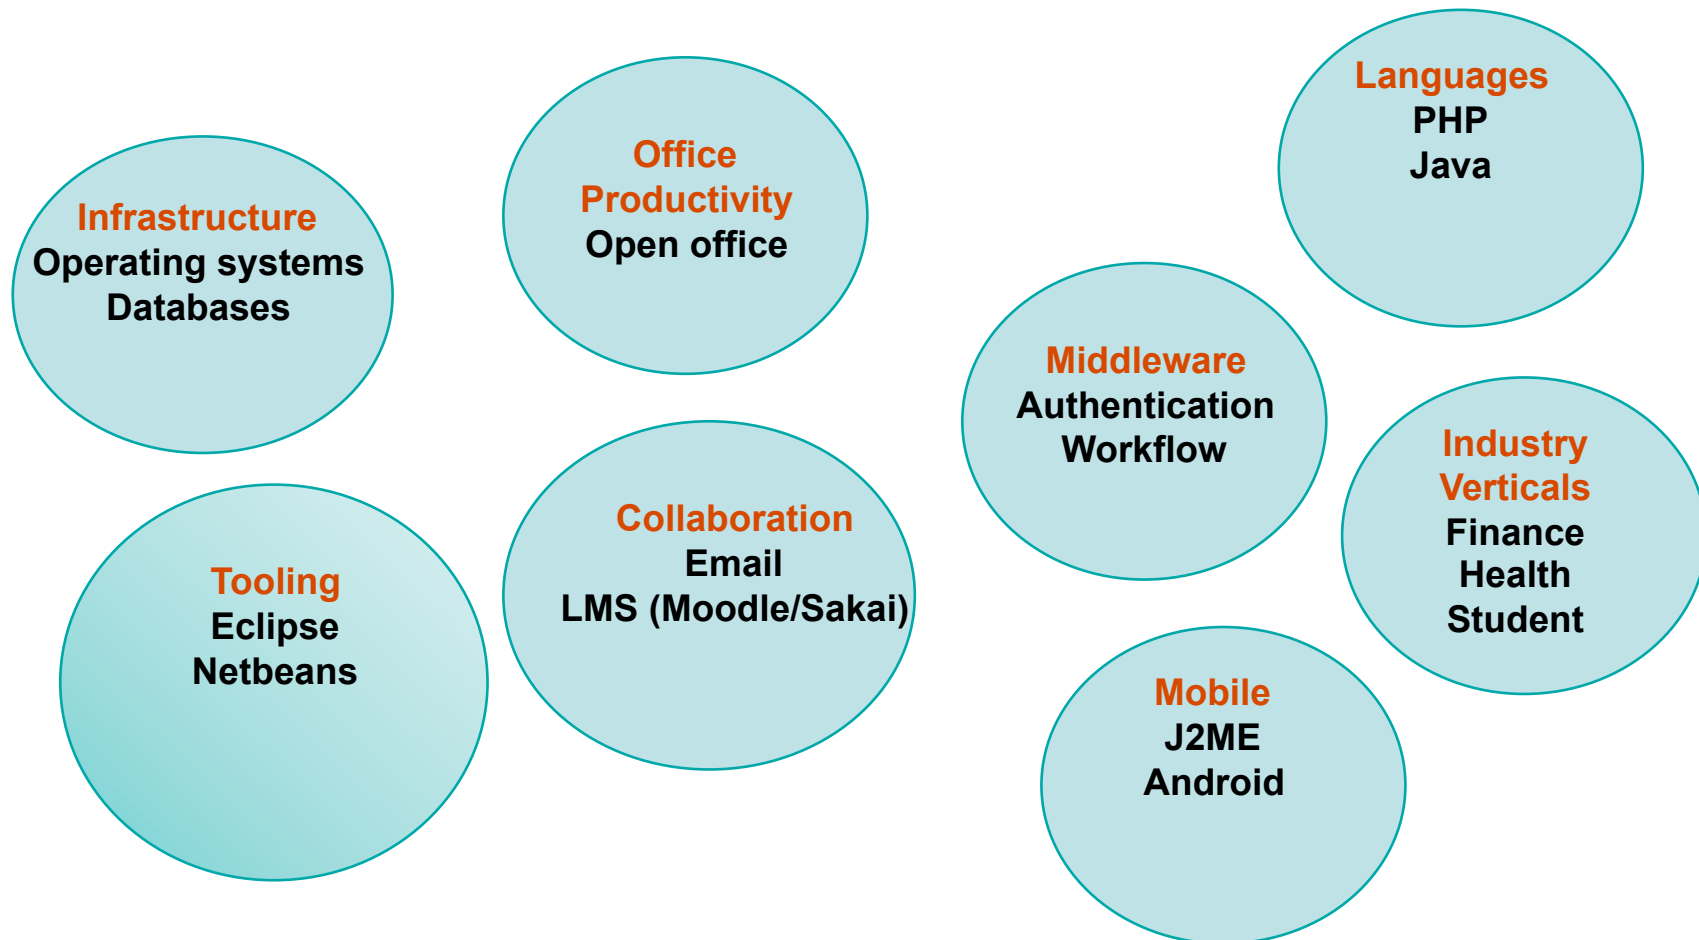 Infrastructure
Operating systems
Databases
Office
Productivity
Open office
Languages
PHP
Java
Middleware
Authentication
Workflow
Industry
Verticals
Finance
Health
Student
Tooling
Eclipse
Netbeans
Collaboration
Email
LMS (Moodle/Sakai)
Mobile
J2ME
Android